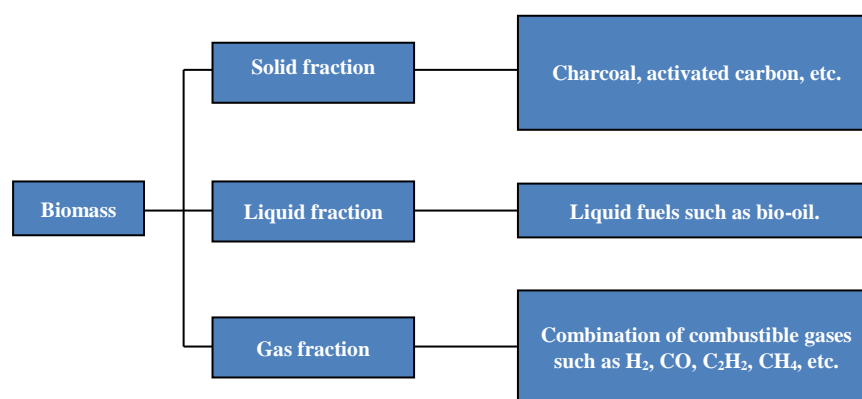 Solid fraction
Charcoal, activated carbon, etc.
Biomass
Liquid fraction
Liquid fuels such as bio-oil.
Gas fraction
Combination of combustible gases
such as H₂, CO, C₂H₂, CH₄, etc.